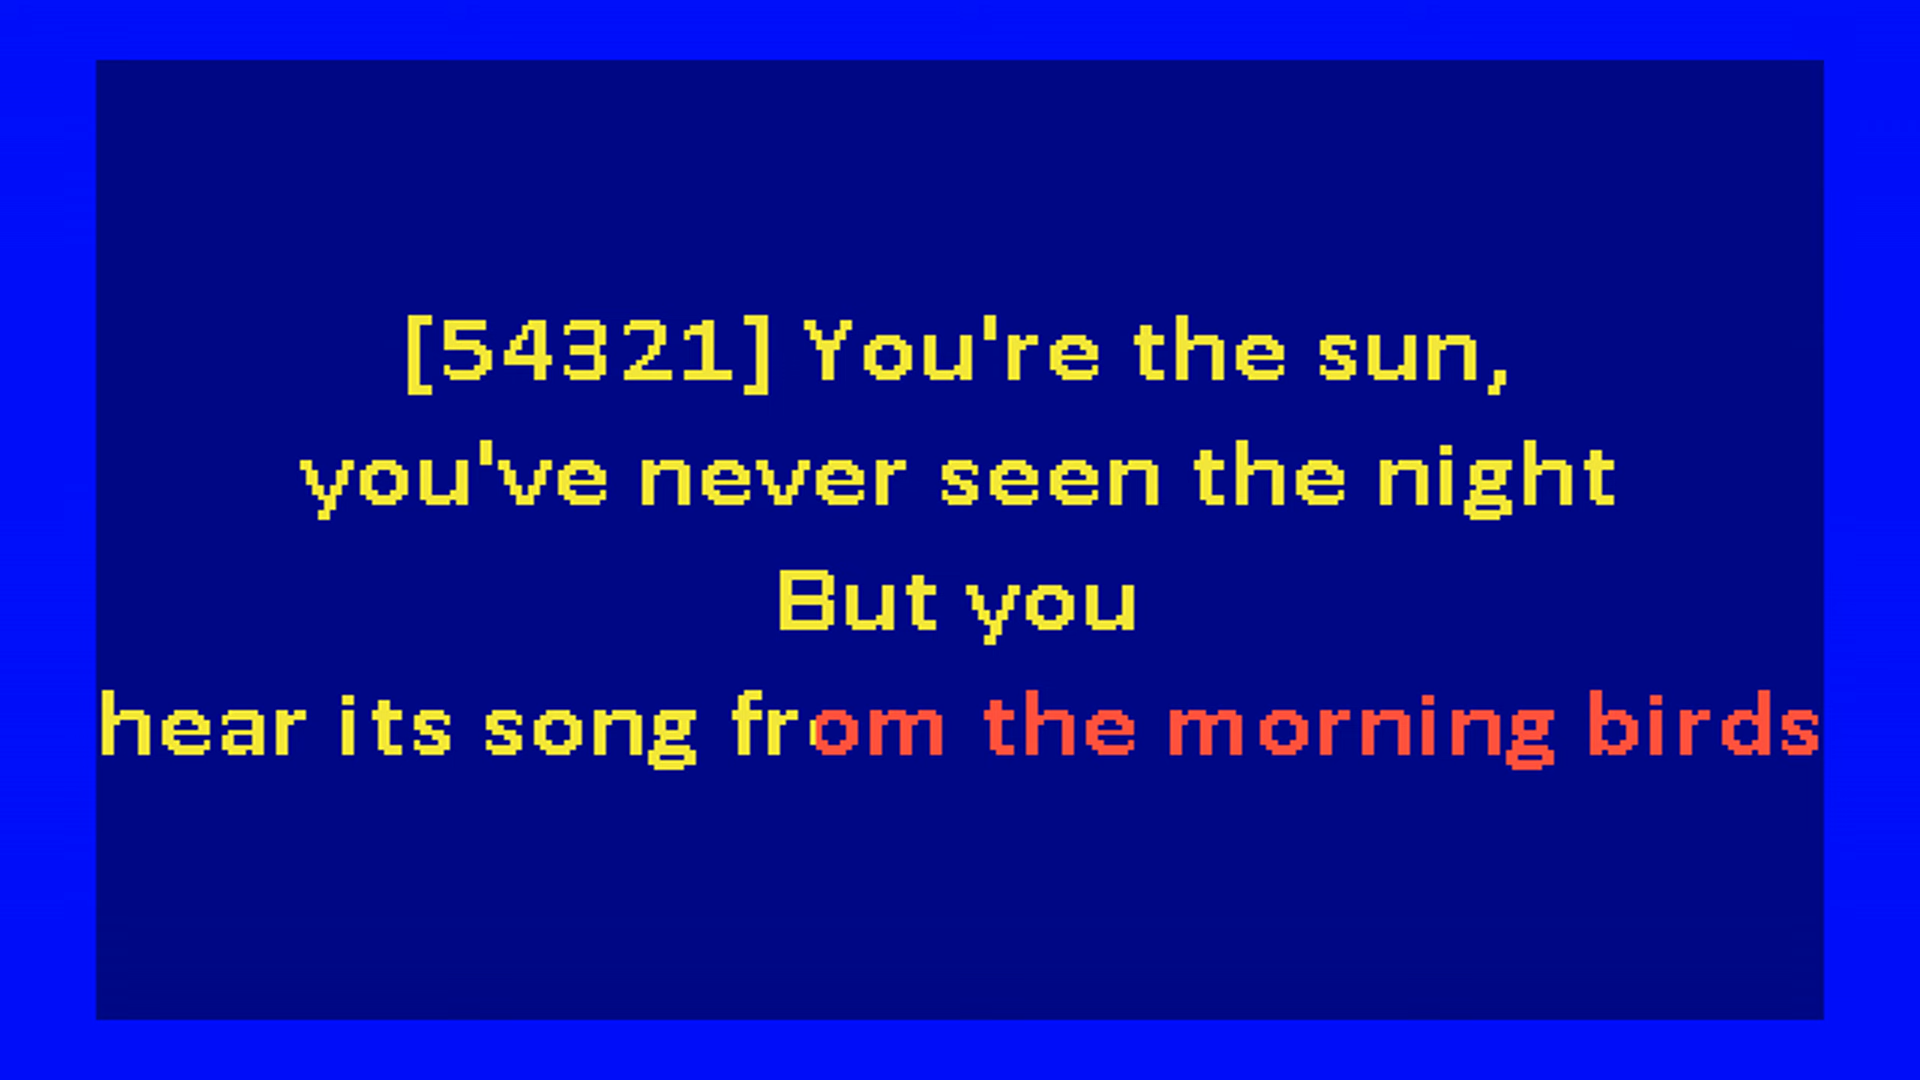 [54321] You're the sun,
you've never seen the night
But you
hear its song from the morning birds